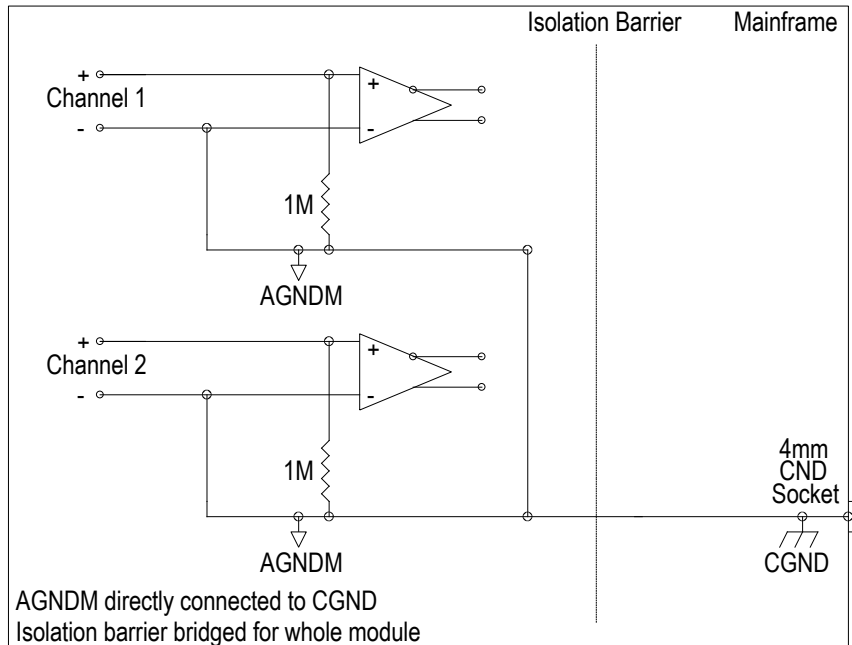 Isolation Barrier Mainframe
+
Channel 1
-
+
-
1M
AGNDM
+
Channel 2
-
+
-
1M
AGNDM
4mm
CND
Socket
CGND
AGNDM directly connected to CGND
Isolation barrier bridged for whole module